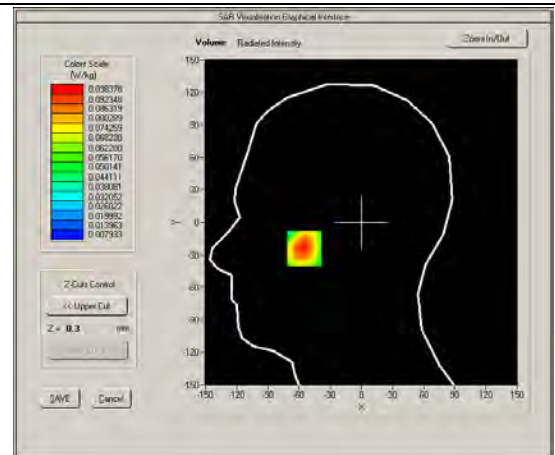 SAR Visualisation Graphical Interface
Volume: Radiated Intensity
Zoom In/Out
Colors Scale
(W/kg)
0.098378
0.092348
0.086319
0.080289
0.074259
0.068230
0.062200
0.056170
0.050141
0.044111
0.038081
0.032052
0.026022
0.019992
0.013963
0.007933
Z-Cuts Control
<< Upper Cut
Z = 0.3 mm
SAVE Cancel
150
120
90
60
30
Y 0
-30
-60
-90
-120
-150
-150 -120 -90 -60 -30 0 30 60 90 120 150
X